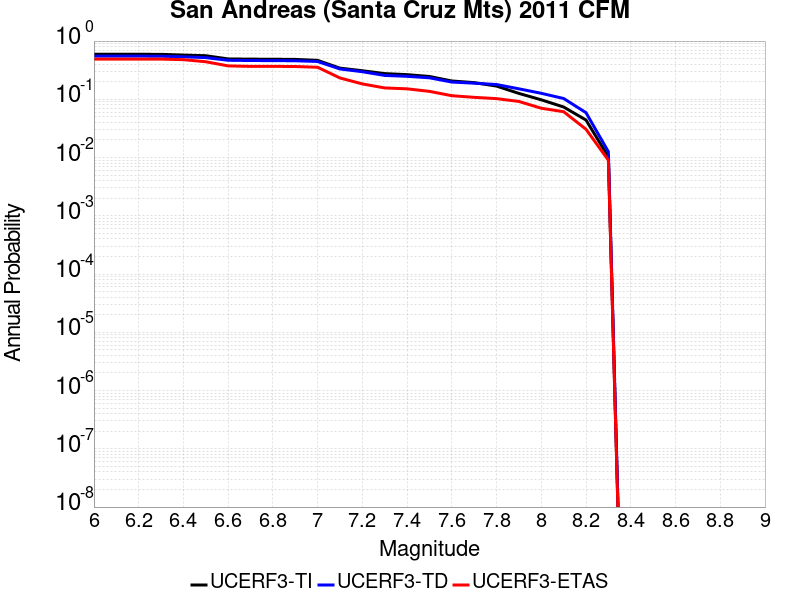 San Andreas (Santa Cruz Mts) 2011 CFM
10^0
10^-1
10^-2
10^-3
10^-4
10^-5
10^-6
10^-7
10^-8
Annual Probability
6 6.2 6.4 6.6 6.8 7 7.2 7.4 7.6 7.8 8 8.2 8.4 8.6 8.8 9
Magnitude
UCERF3-TI UCERF3-TD UCERF3-ETAS